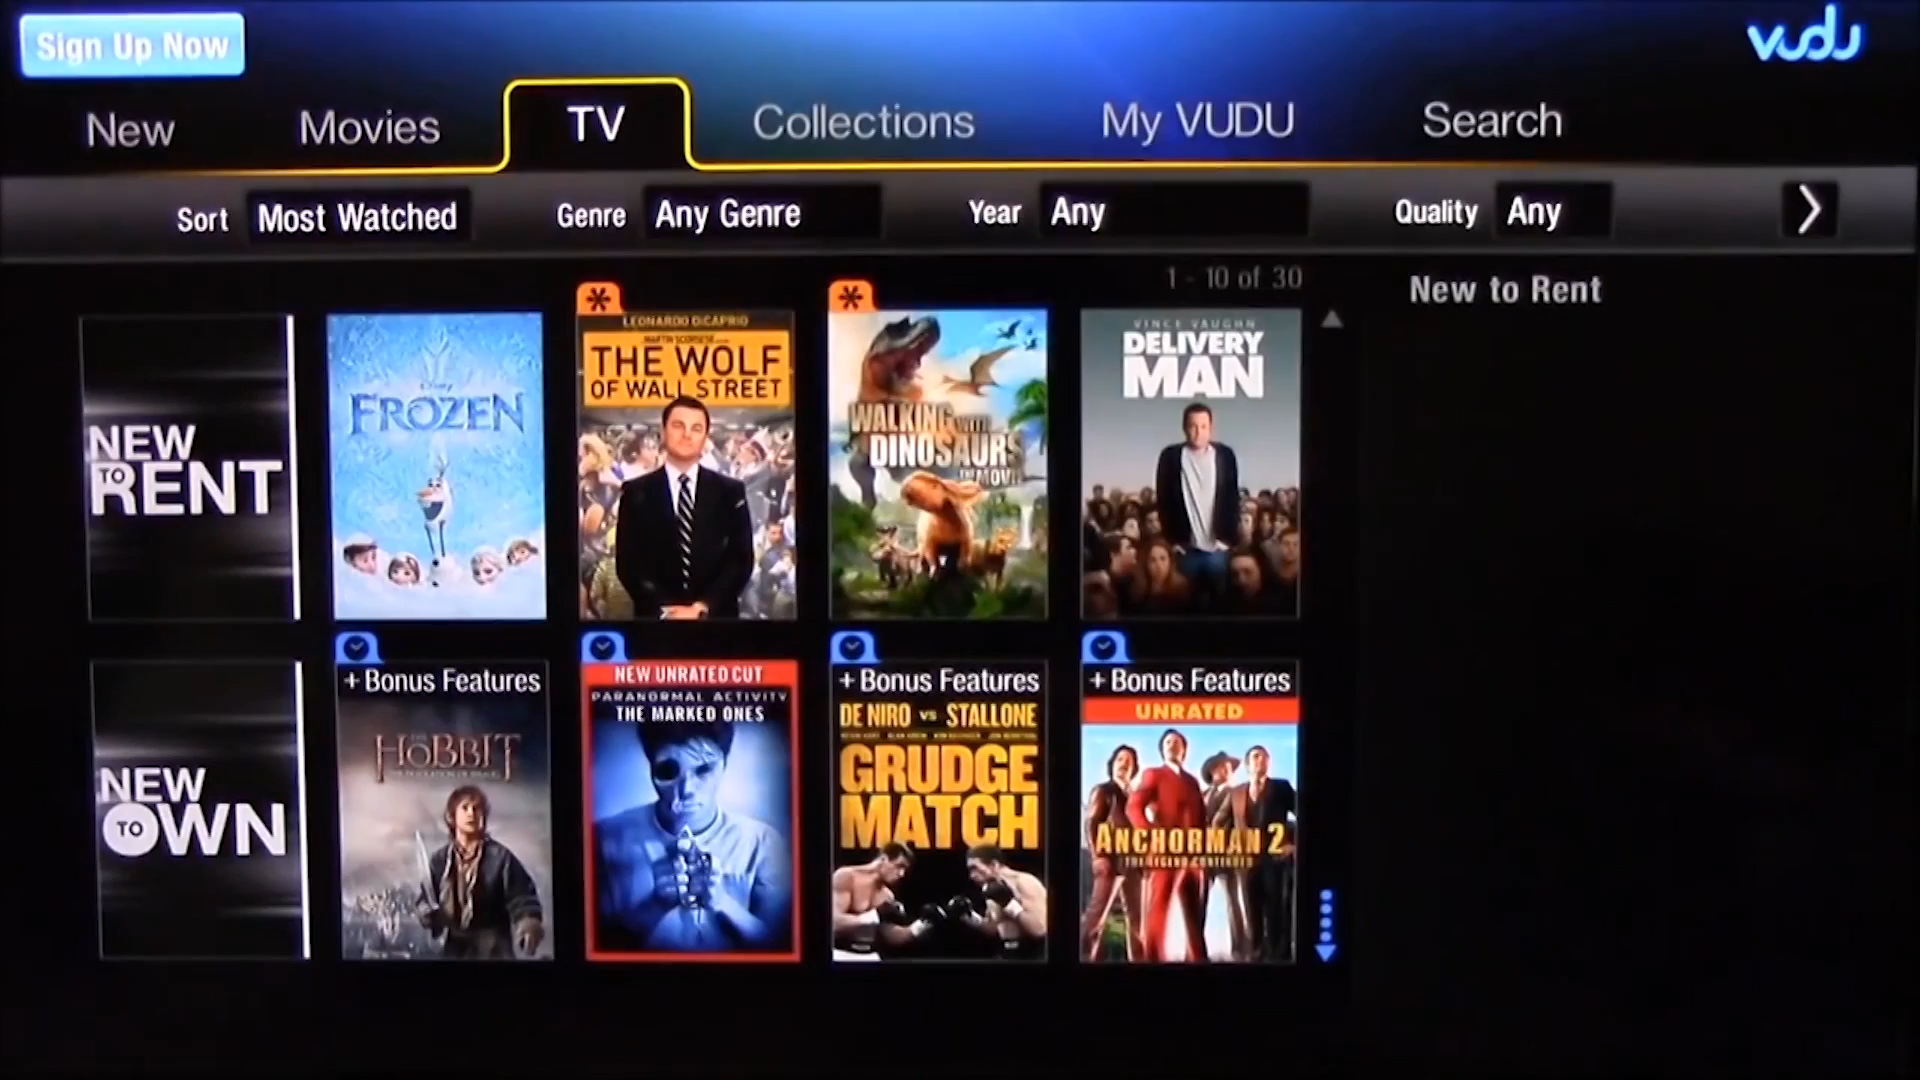 Sign Up Now
vudu
New
Movies
TV
Collections
My VUDU
Search
Sort Most Watched
Genre Any Genre
Year Any
Quality Any
1 - 10 of 30
New to Rent
NEW
TO
RENT
Disney
FROZEN
LEONARDO DiCAPRIO
THE WOLF
OF WALL STREET
WALKING WITH
DINOSAURS
THE MOVIE
VINCE VAUGHN
DELIVERY
MAN
NEW
TO OWN
+ Bonus Features
THE
HOBBIT
NEW UNRATED CUT
PARANORMAL ACTIVITY
THE MARKED ONES
+ Bonus Features
DE NIRO vs STALLONE
GRUDGE
MATCH
+ Bonus Features
UNRATED
ANCHORMAN 2
THE LEGEND CONTINUES